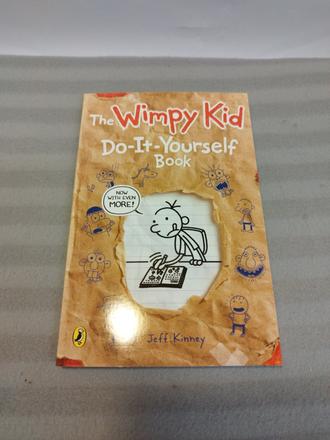 The Wimpy Kid
Do-It-Yourself
Book
NOW
WITH EVEN
MORE!
Jeff Kinney